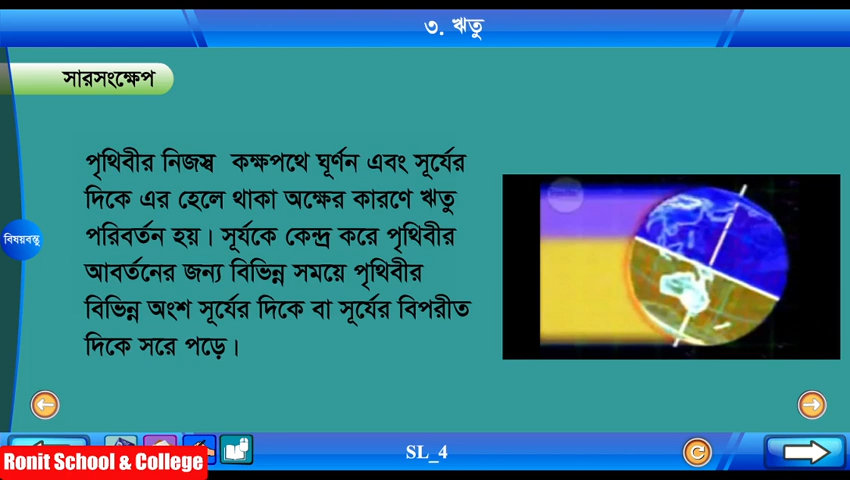 ৩. ঋতু
সারসংক্ষেপ
পৃথিবীর নিজস্ব কক্ষপথে ঘূর্ণন এবং সূর্যের
দিকে এর হেলে থাকা অক্ষের কারণে ঋতু
পরিবর্তন হয়। সূর্যকে কেন্দ্র করে পৃথিবীর
আবর্তনের জন্য বিভিন্ন সময়ে পৃথিবীর
বিভিন্ন অংশ সূর্যের দিকে বা সূর্যের বিপরীত
দিকে সরে পড়ে।
বিষয়বস্তু
SL_4
Ronit School & College